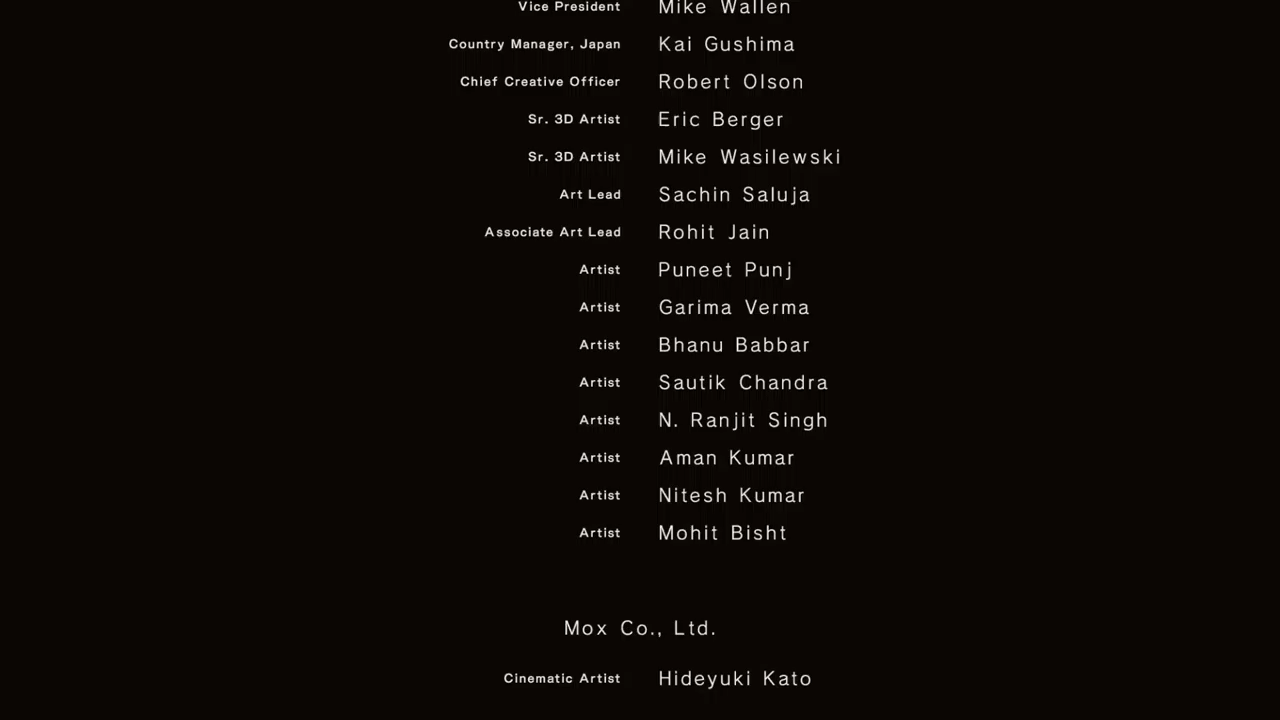 Vice President Mike Wallen
Country Manager, Japan Kai Gushima
Chief Creative Officer Robert Olson
Sr. 3D Artist Eric Berger
Sr. 3D Artist Mike Wasilewski
Art Lead Sachin Saluja
Associate Art Lead Rohit Jain
Artist Puneet Punj
Artist Garima Verma
Artist Bhanu Babbar
Artist Sautik Chandra
Artist N. Ranjit Singh
Artist Aman Kumar
Artist Nitesh Kumar
Artist Mohit Bisht
Mox Co., Ltd.
Cinematic Artist Hideyuki Kato